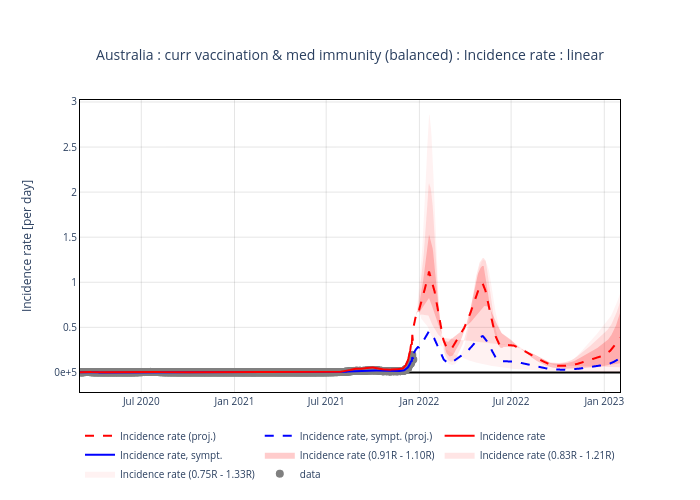 Australia : curr vaccination & med immunity (balanced) : Incidence rate : linear
Incidence rate [per day]
3
2.5
2
1.5
1
0.5
0e+5
Jul 2020
Jan 2021
Jul 2021
Jan 2022
Jul 2022
Jan 2023
Incidence rate (proj.)
Incidence rate, sympt. (proj.)
Incidence rate
Incidence rate, sympt.
Incidence rate (0.91R - 1.10R)
Incidence rate (0.83R - 1.21R)
Incidence rate (0.75R - 1.33R)
data